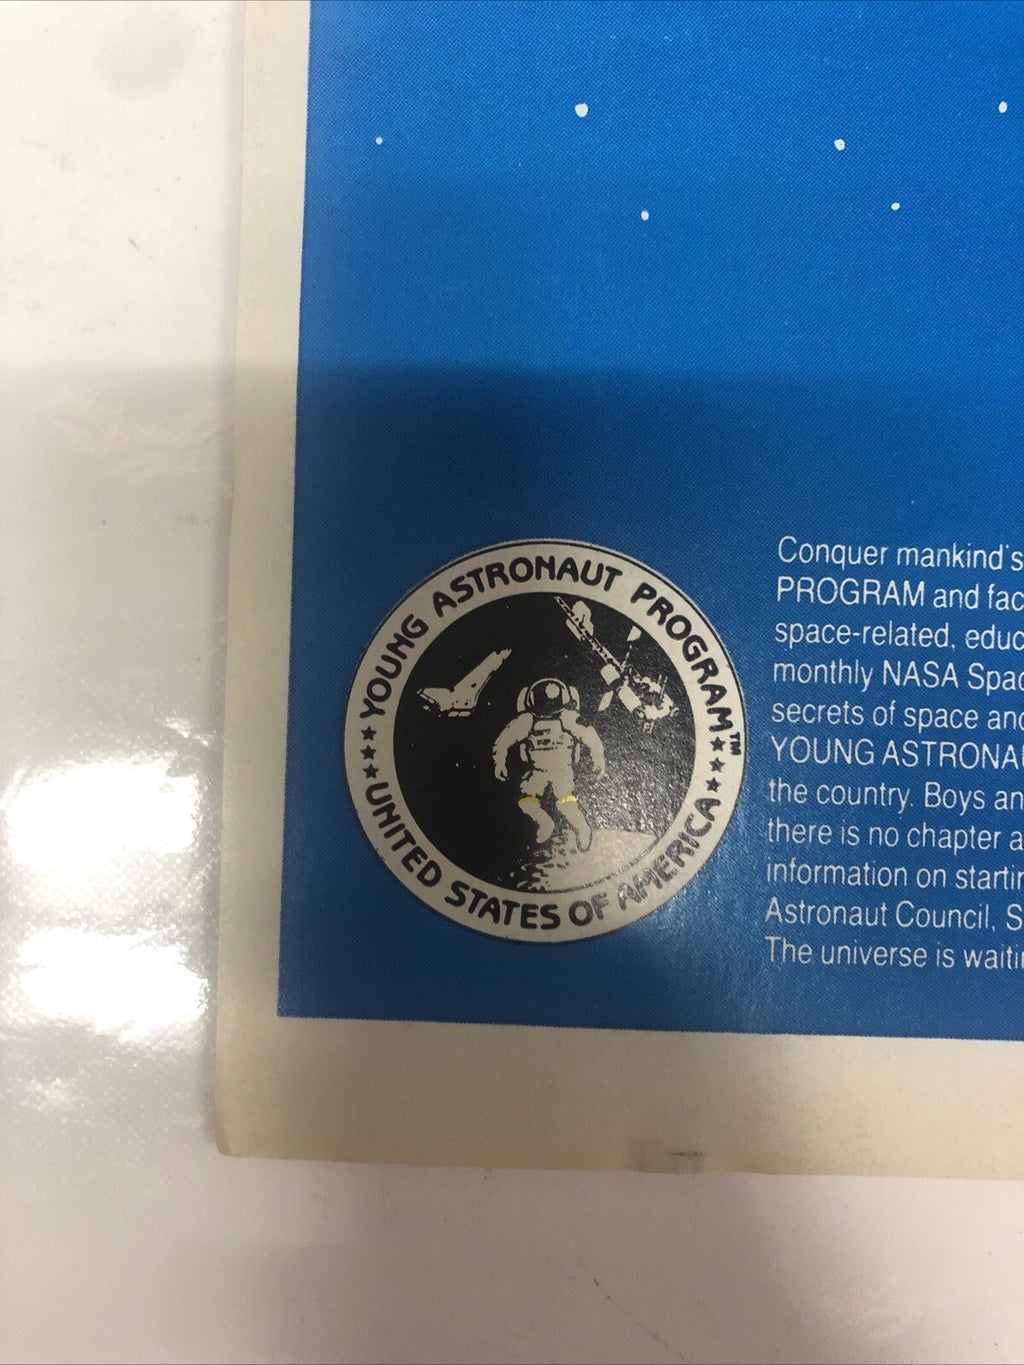 YOUNG ASTRONAUT PROGRAM™
★★★ UNITED STATES OF AMERICA ★★★
Conquer mankind's
PROGRAM and fac
space-related, educ
monthly NASA Spac
secrets of space and
YOUNG ASTRONAU
the country. Boys an
there is no chapter a
information on startin
Astronaut Council, S
The universe is waitin